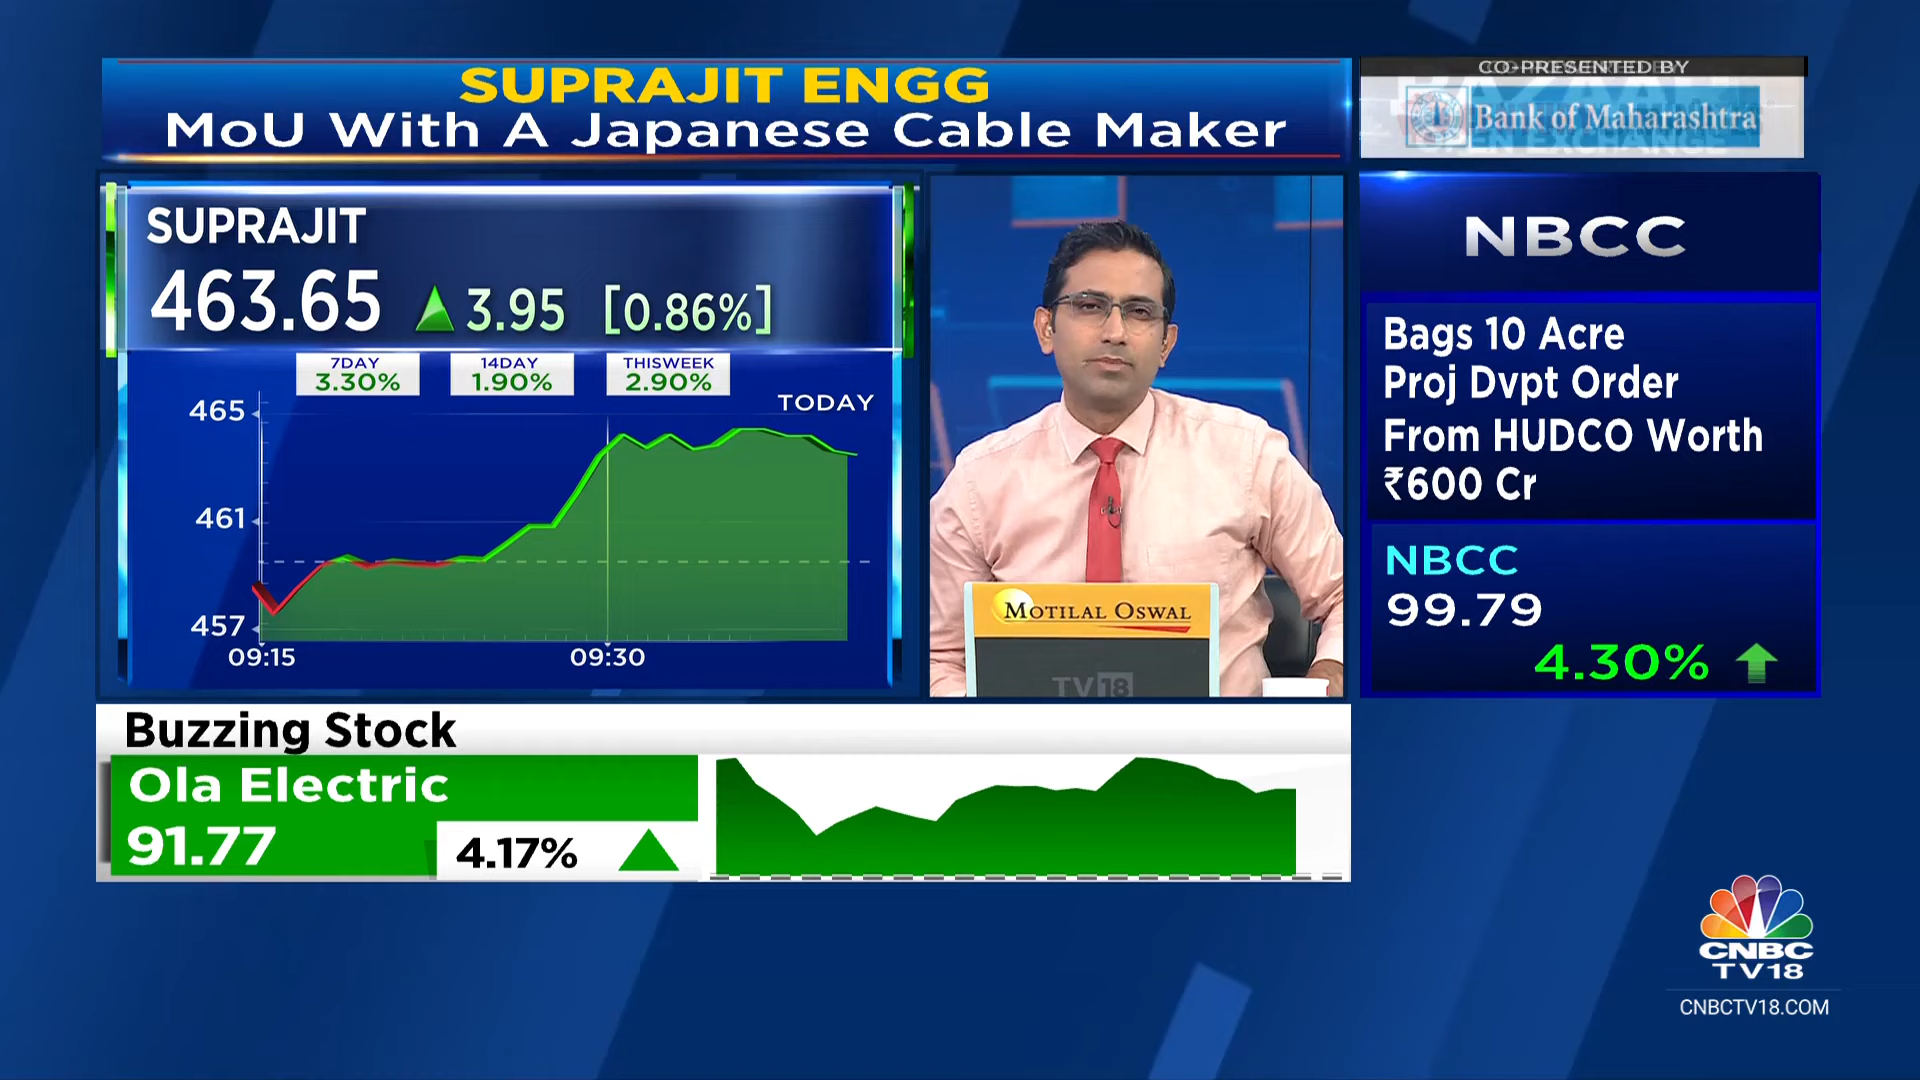 SUPRAJIT ENGG
MoU With A Japanese Cable Maker
CO-PRESENTED BY
Bank of Maharashtra
SUPRAJIT
463.65 ▲ 3.95 [0.86%]
7DAY
3.30%
14DAY
1.90%
THISWEEK
2.90%
TODAY
465
461
457
09:15
09:30
MOTILAL OSWAL
TV18
NBCC
Bags 10 Acre
Proj Dvpt Order
From HUDCO Worth
₹600 Cr
NBCC
99.79
4.30%
Buzzing Stock
Ola Electric
91.77
4.17%
CNBC
TV18
CNBCTV18.COM